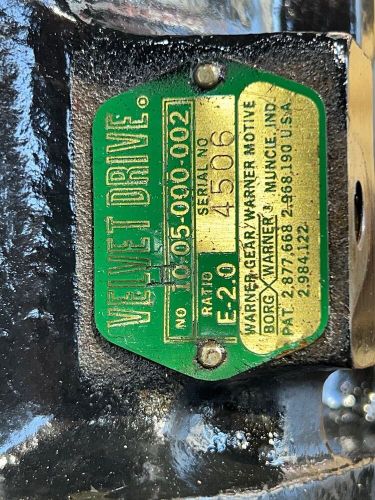 VELVET DRIVE®
NO 10-05-000-002
RATIO SERIAL NO
E-2.0 4506
WARNER GEAR-WARNER MOTIVE
BORG WARNER MUNCIE, IND.
PAT. 2,877,668 2,968,190 U.S.A.
2,984,122